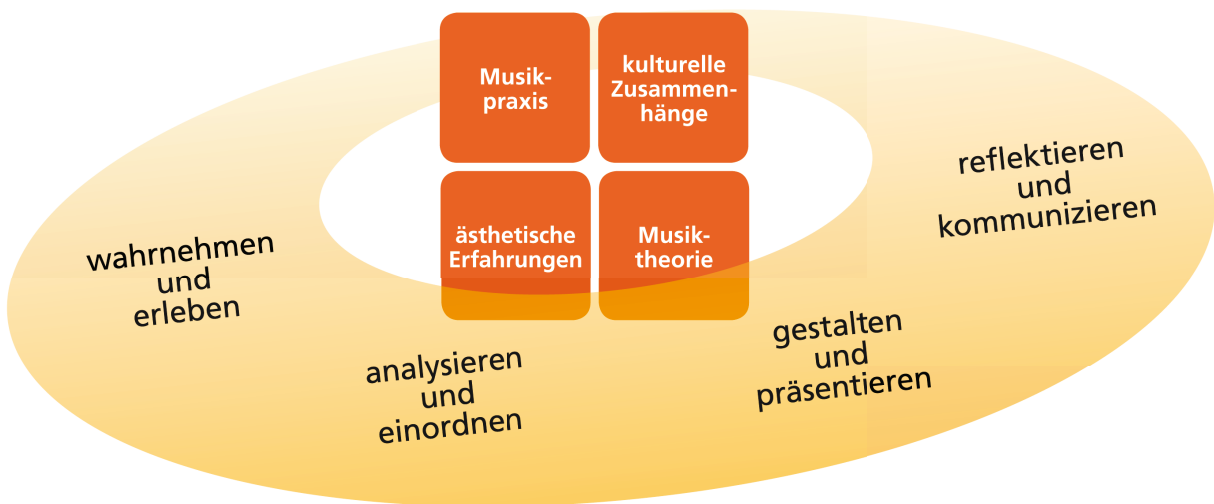 Musik-
praxis
kulturelle
Zusammen-
hänge
ästhetische
Erfahrungen
Musik-
theorie
wahrnehmen
und
erleben
analysieren
und
einordnen
gestalten
und
präsentieren
reflektieren
und
kommunizieren